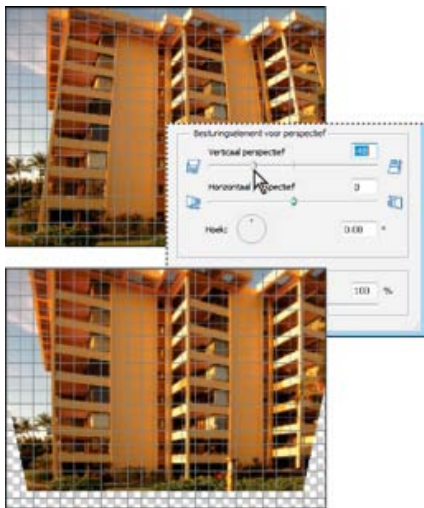 Besturingselement voor perspectief
Verticaal perspectief
Horizontaal perspectief
0
Hoek:
0.00 °
100 %